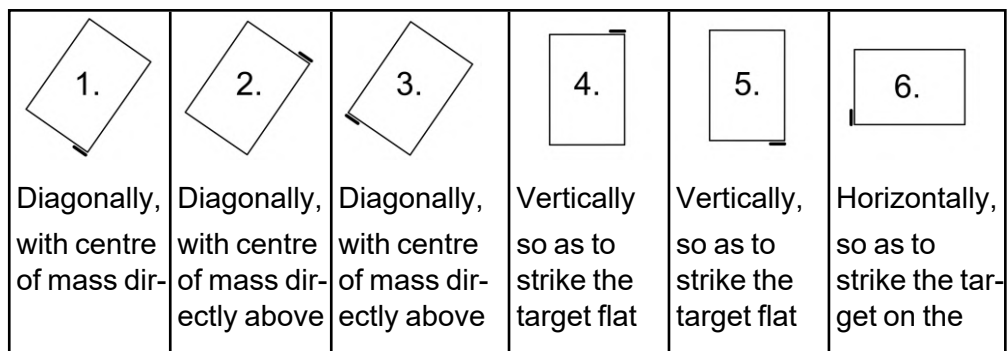 1.
2.
3.
4.
5.
6.
Diagonally,
with centre
of mass dir-
Diagonally,
with centre
of mass dir-
ectly above
Diagonally,
with centre
of mass dir-
ectly above
Vertically
so as to
strike the
target flat
Vertically,
so as to
strike the
target flat
Horizontally,
so as to
strike the tar-
get on the